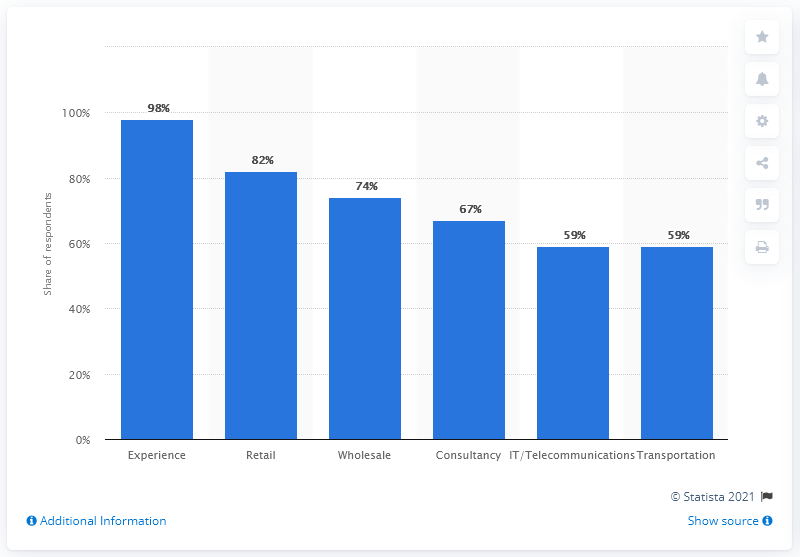 98%
82%
74%
67%
59%
59%
100%
80%
60%
40%
20%
0%
Share of respondents
Experience
Retail
Wholesale
Consultancy
IT/Telecommunications
Transportation
© Statista 2021
Additional Information
Show source